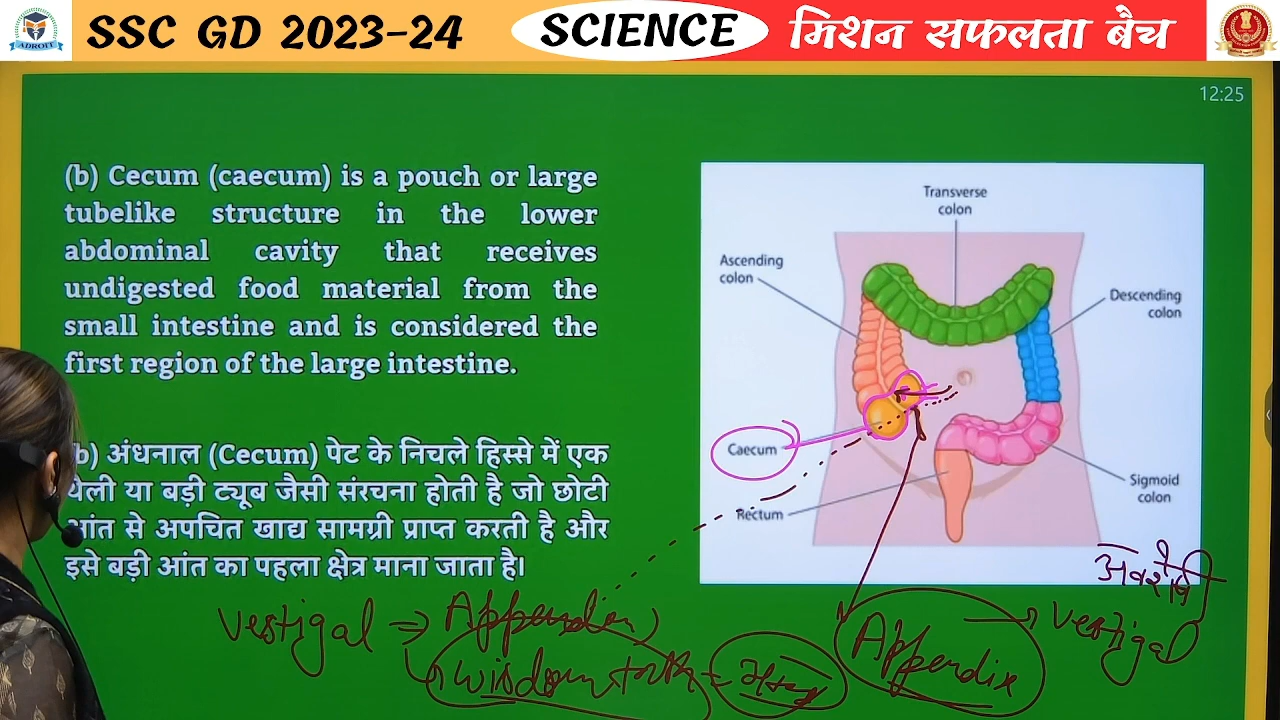 ADROIT
SSC GD 2023-24
SCIENCE
मिशन सफलता बैच
12:25
(b) Cecum (caecum) is a pouch or large
tubelike structure in the lower
abdominal cavity that receives
undigested food material from the
small intestine and is considered the
first region of the large intestine.
b) अंधनाल (Cecum) पेट के निचले हिस्से में एक
थैली या बड़ी ट्यूब जैसी संरचना होती है जो छोटी
आंत से अपचित खाद्य सामग्री प्राप्त करती है और
इसे बड़ी आंत का पहला क्षेत्र माना जाता है।
Transverse
colon
Ascending
colon
Descending
colon
Caecum
Rectum
Sigmoid
colon
Vestigal ⇒ Appendix
Wisdom
Appendix → Vestigal